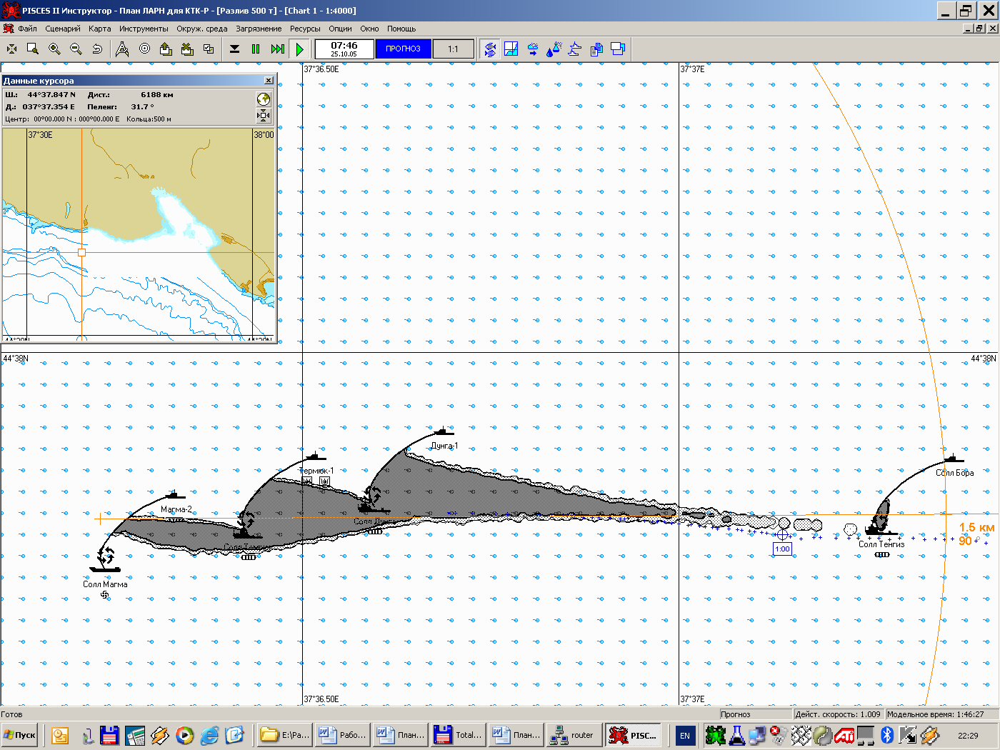 PISCES II Инструктор - План ЛАРН для КТК-Р - [Разлив 500 т] - [Chart 1 - 1:4000]
Файл Сценарий Карта Инструменты Окруж. среда Загрязнение Ресурсы Опции Окно Помощь
07:46
25.10.05
ПРОГНОЗ
1:1
37°36.50E
37°37E
Данные курсора
Ш.: 44°37.847 N Дист.: 6188 км
Д.: 037°37.354 E Пеленг: 31.7 °
Центр: 00°00.000 N : 000°00.000 E Кольца:500 м
37°30E
38°00
44°38N
44°38N
Дунга-1
Термюк-1
Солл Бора
Магма-2
1.5 км
90 °
Солл Тенгиз
1:00
Солл Магма
37°36.50E
37°37E
Готов
Прогноз
Дейст. скорость: 1.009
Модельное время: 1:46:27
Пуск
E:\Ра...
Рабо...
План...
Total...
План...
router
PISC...
EN
ATI
22:29